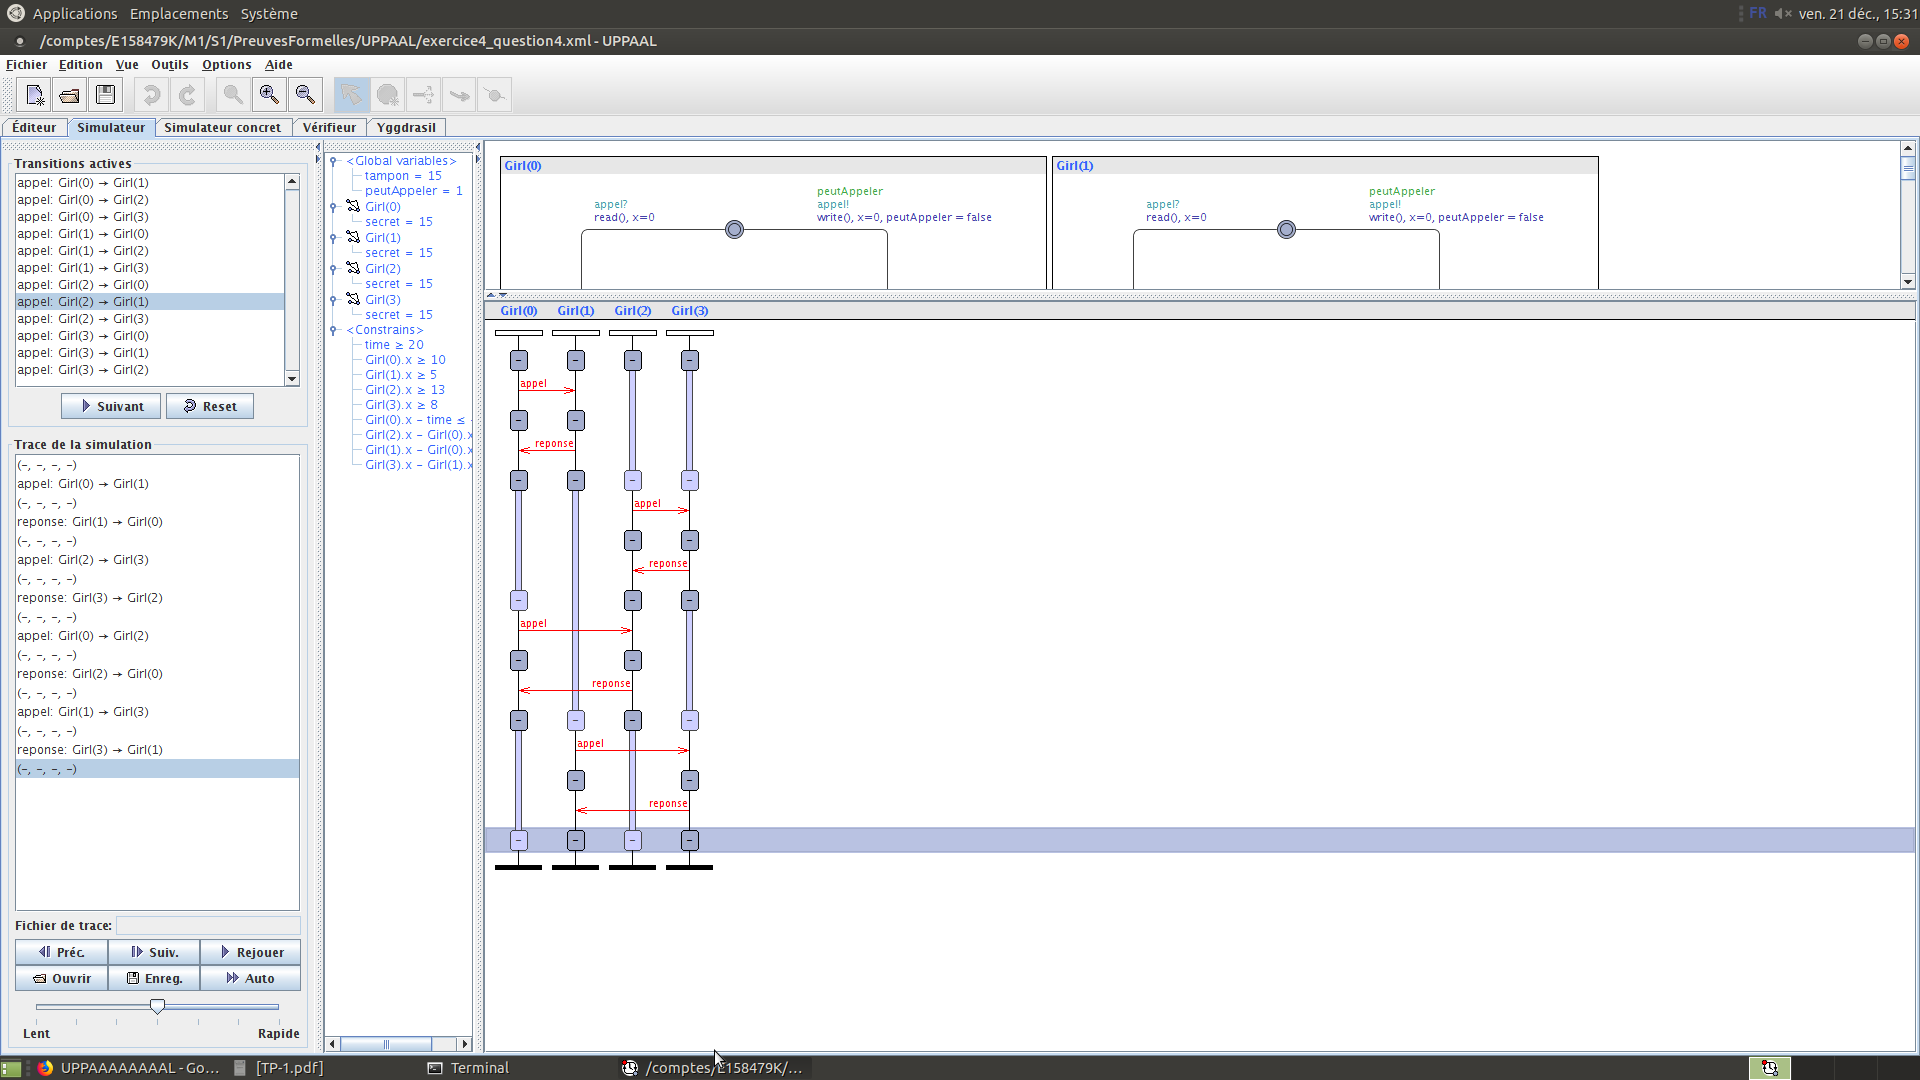 Applications Emplacements Système
FR ven. 21 déc., 15:31
/comptes/E158479K/M1/S1/PreuvesFormelles/UPPAAL/exercice4_question4.xml - UPPAAL
Fichier Edition Vue Outils Options Aide
Éditeur Simulateur Simulateur concret Vérifieur Yggdrasil
Transitions actives
appel: Girl(0) → Girl(1)
appel: Girl(0) → Girl(2)
appel: Girl(0) → Girl(3)
appel: Girl(1) → Girl(0)
appel: Girl(1) → Girl(2)
appel: Girl(1) → Girl(3)
appel: Girl(2) → Girl(0)
appel: Girl(2) → Girl(1)
appel: Girl(2) → Girl(3)
appel: Girl(3) → Girl(0)
appel: Girl(3) → Girl(1)
appel: Girl(3) → Girl(2)
Suivant Reset
Trace de la simulation
(-, -, -, -)
appel: Girl(0) → Girl(1)
(-, -, -, -)
reponse: Girl(1) → Girl(0)
(-, -, -, -)
appel: Girl(2) → Girl(3)
(-, -, -, -)
reponse: Girl(3) → Girl(2)
(-, -, -, -)
appel: Girl(0) → Girl(2)
(-, -, -, -)
reponse: Girl(2) → Girl(0)
(-, -, -, -)
appel: Girl(1) → Girl(3)
(-, -, -, -)
reponse: Girl(3) → Girl(1)
(-, -, -, -)
Fichier de trace:
Préc. Suiv. Rejouer
Ouvrir Enreg. Auto
Lent Rapide
<Global variables>
tampon = 15
peutAppeler = 1
Girl(0)
secret = 15
Girl(1)
secret = 15
Girl(2)
secret = 15
Girl(3)
secret = 15
<Constrains>
time ≥ 20
Girl(0).x ≥ 10
Girl(1).x ≥ 5
Girl(2).x ≥ 13
Girl(3).x ≥ 8
Girl(0).x - time ≤
Girl(2).x - Girl(0).x
Girl(1).x - Girl(0).x
Girl(3).x - Girl(1).x
Girl(0)
peutAppeler
appel? appel!
read(), x=0 write(), x=0, peutAppeler = false
Girl(1)
peutAppeler
appel? appel!
read(), x=0 write(), x=0, peutAppeler = false
Girl(0) Girl(1) Girl(2) Girl(3)
appel
reponse
appel
reponse
appel
reponse
appel
reponse
UPPAAAAAAAAL - Go... [TP-1.pdf] Terminal /comptes/E158479K/...